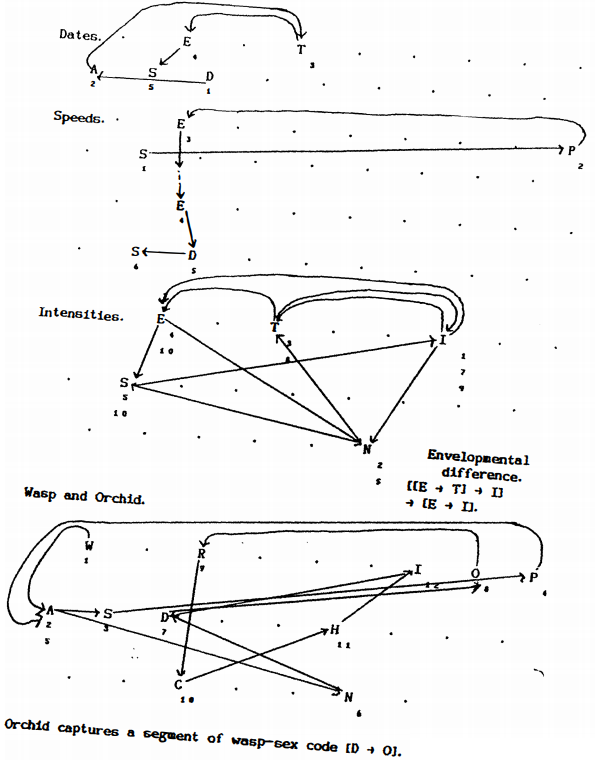 Dates.
E
4
T
3
A
2
S
5
D
1
Speeds.
E
3
S
1
P
2
E
4
S
6
D
5
Intensities.
E
4
10
T
3
I
1
7
9
S
5
10
N
2
Envelopmental
difference.
[[E → T] → I]
→ [E → I].
Wasp and Orchid.
W
1
R
9
I
12
O
8
P
4
A
2
5
S
3
D
7
H
11
C
10
N
6
Orchid captures a segment of wasp-sex code [D → O].